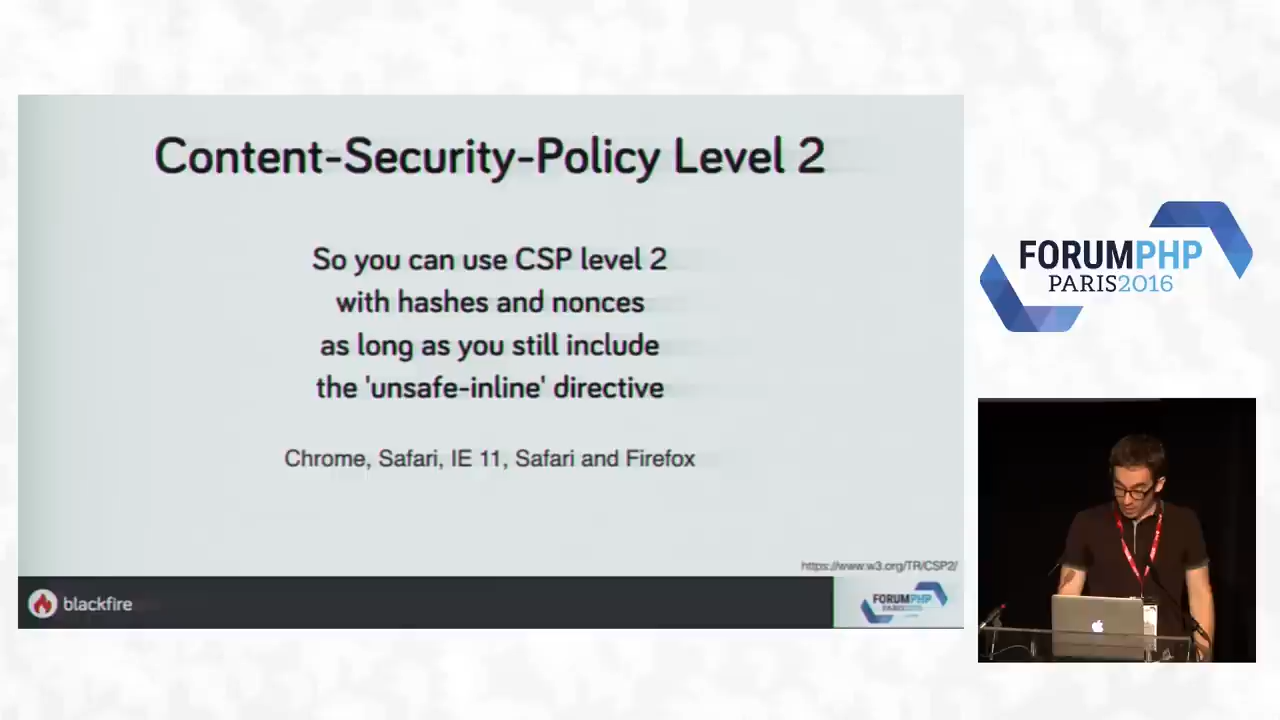 Content-Security-Policy Level 2
So you can use CSP level 2
with hashes and nonces
as long as you still include
the 'unsafe-inline' directive
Chrome, Safari, IE 11, Safari and Firefox
https://www.w3.org/TR/CSP2/
blackfire
FORUMPHP
PARIS2016
FORUMPHP
PARIS2016